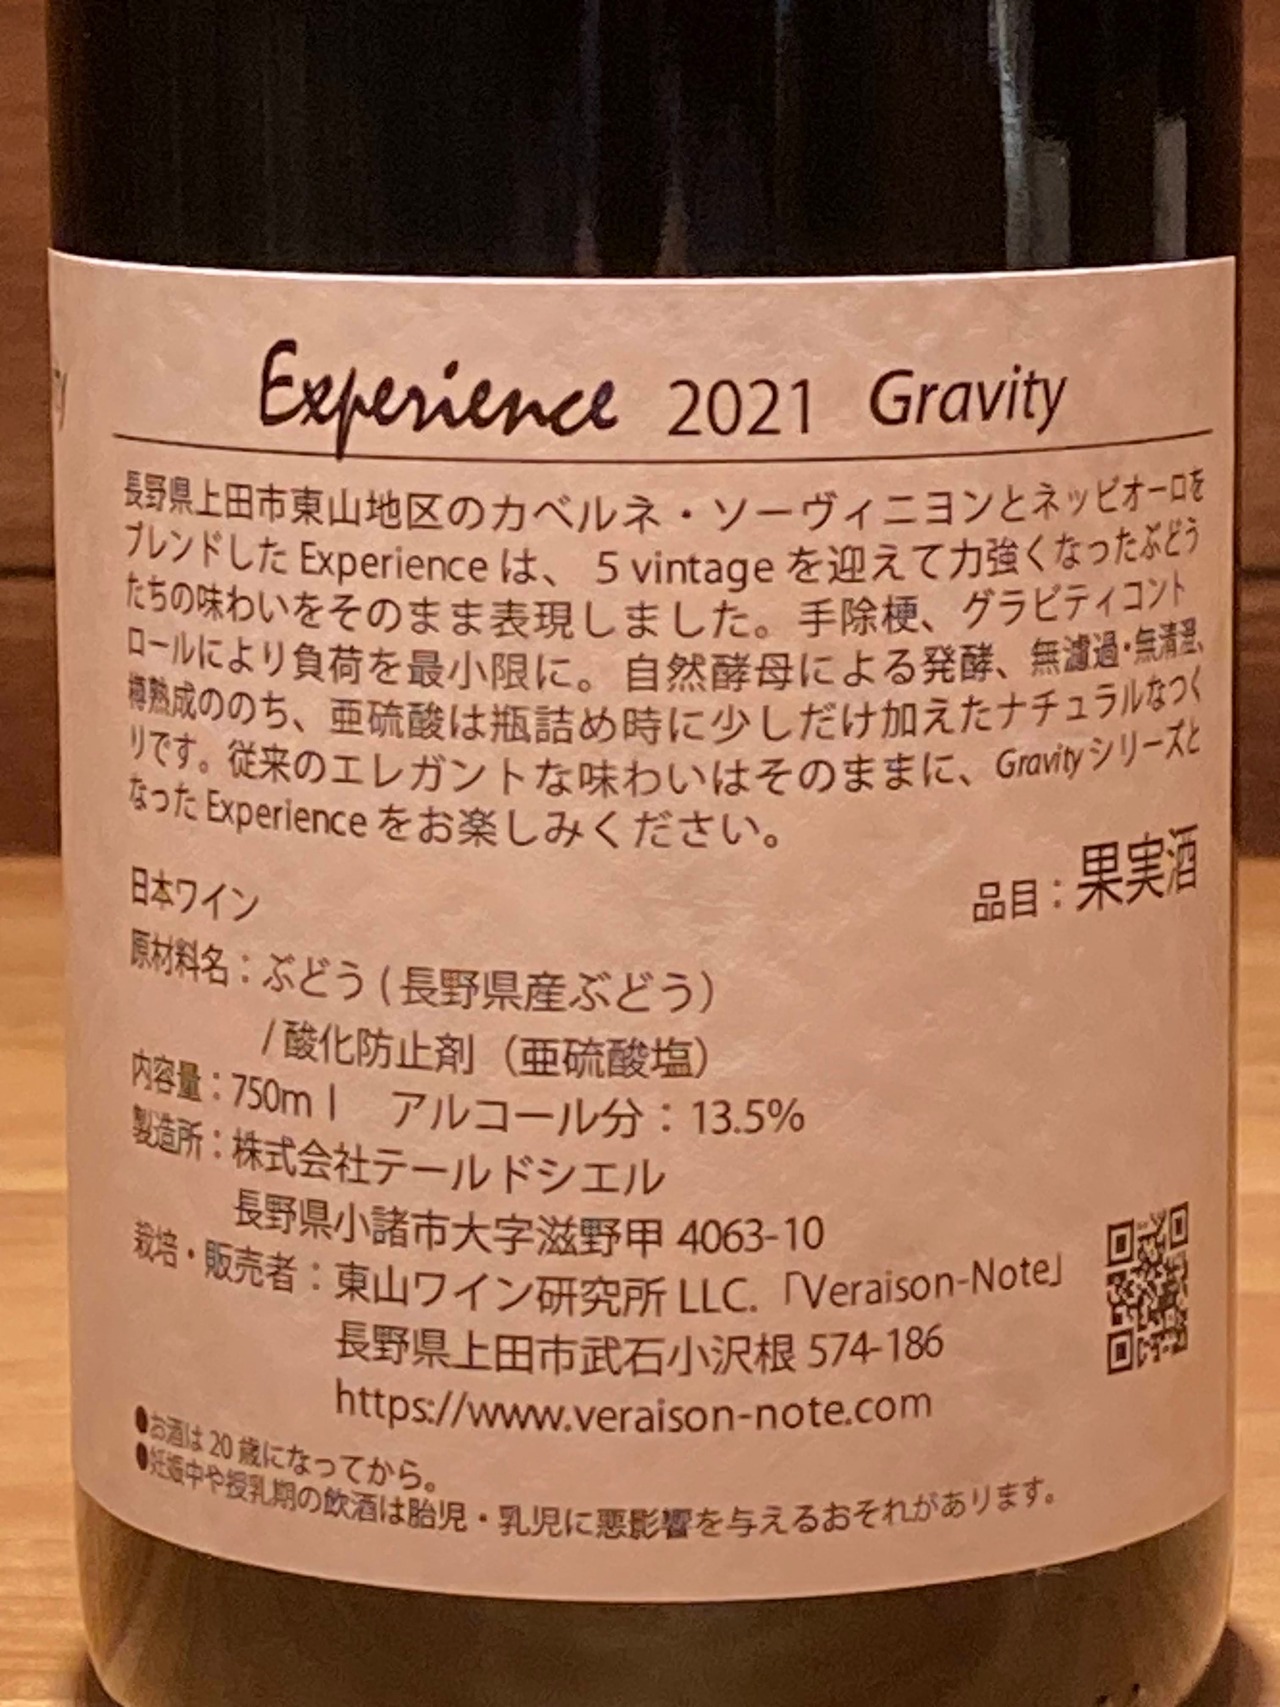 Experience 2021 Gravity
長野県上田市東山地区のカベルネ・ソーヴィニヨンとネッビオーロを
ブレンドした Experience は、 5 vintage を迎えて力強くなったぶどう
たちの味わいをそのまま表現しました。手除梗、グラビティコント
ロールにより負荷を最小限に。自然酵母による発酵、無濾過・無清澄、
樽熟成ののち、亜硫酸は瓶詰め時に少しだけ加えたナチュラルなつく
りです。従来のエレガントな味わいはそのままに、Gravity シリーズと
なった Experience をお楽しみください。
日本ワイン
品目：果実酒
原材料名：ぶどう ( 長野県産ぶどう）
/ 酸化防止剤（亜硫酸塩）
内容量：750m l アルコール分：13.5%
製造所：株式会社テールドシエル
長野県小諸市大字滋野甲 4063-10
栽培・販売者：東山ワイン研究所 LLC.「Veraison-Note」
長野県上田市武石小沢根 574-186
https://www.veraison-note.com
●お酒は 20 歳になってから。
●妊娠中や授乳期の飲酒は胎児・乳児に悪影響を与えるおそれがあります。